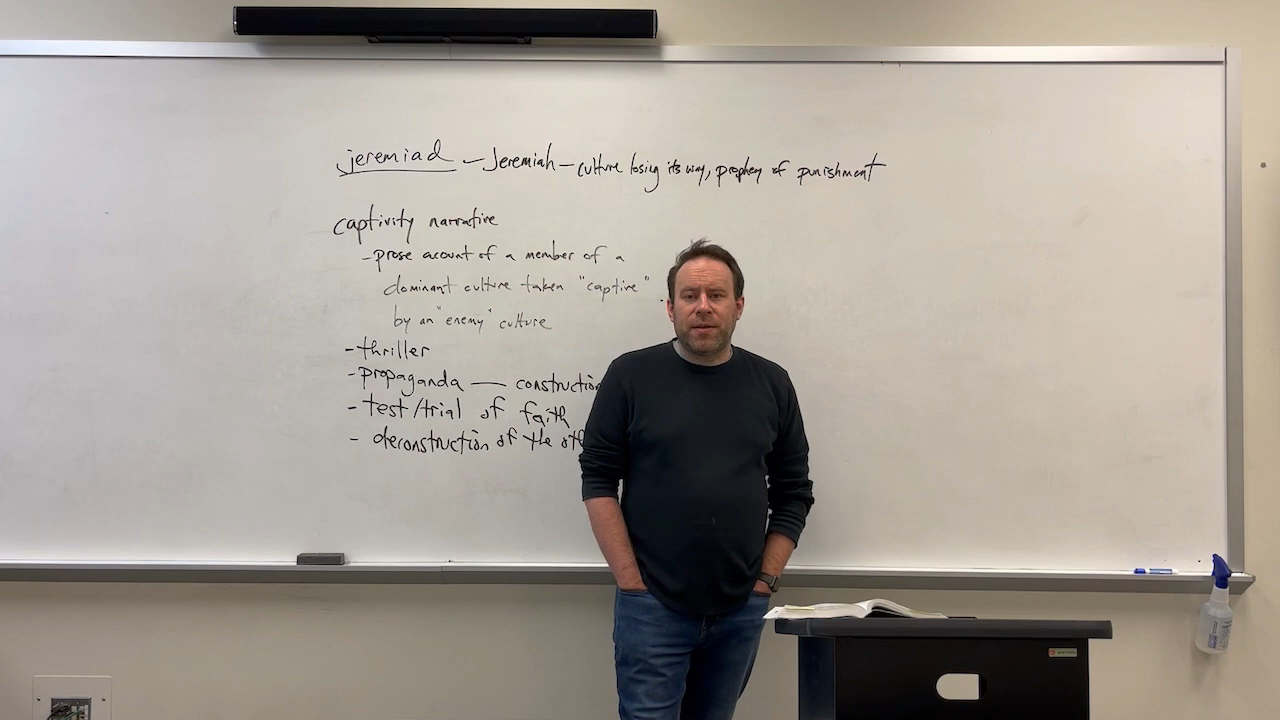 jeremiad – Jeremiah – culture losing its way, prophecy of punishment
captivity narrative
- prose account of a member of a
dominant culture taken "captive"
by an "enemy" culture
- thriller
- propaganda — construction
- test/trial of faith
- deconstruction of the